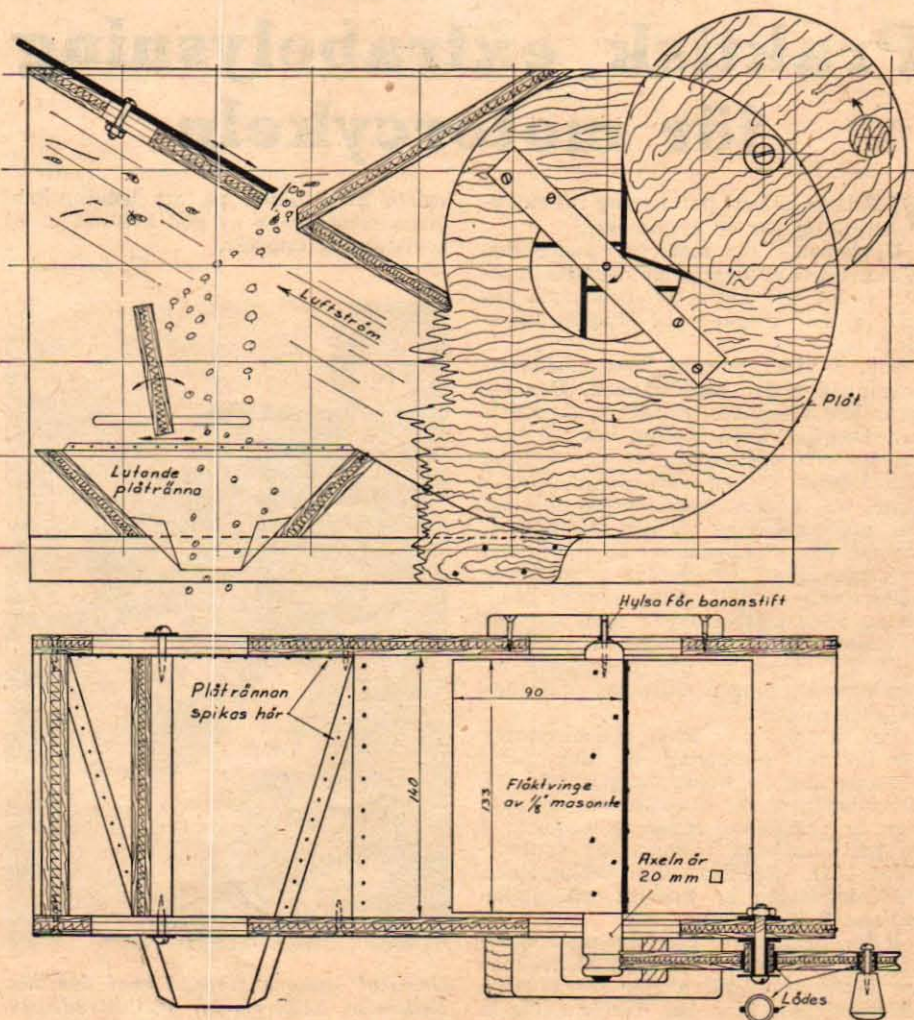 Luftström
Plåt
Lutande
plåtränna
Hylsa för bananstift
Plåtrännan
spikas här
90
140
133
Fläktvinge
av 1/8" masonite
Axeln är
20 mm □
Lödes